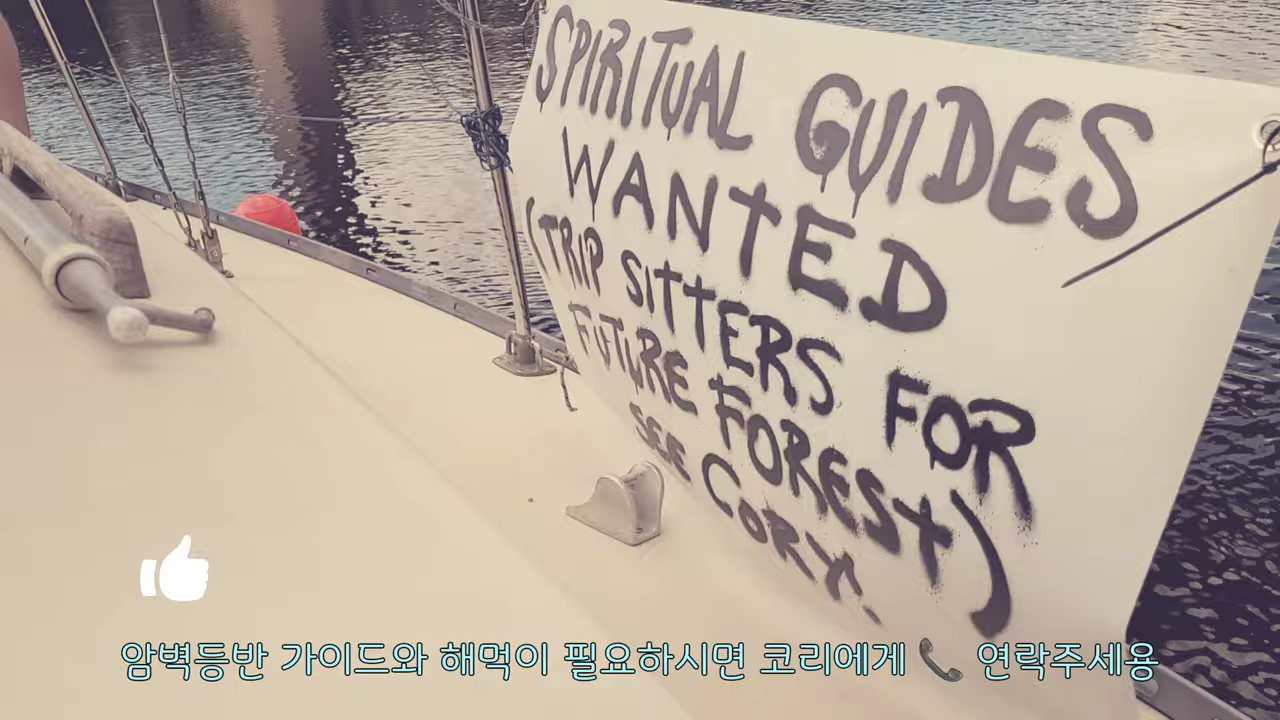 SPIRITUAL GUIDES
WANTED
(TRIP SITTERS FOR
FUTURE FOREST)
SEE CORY.
암벽등반 가이드와 해먹이 필요하시면 코리에게 📞 연락주세용